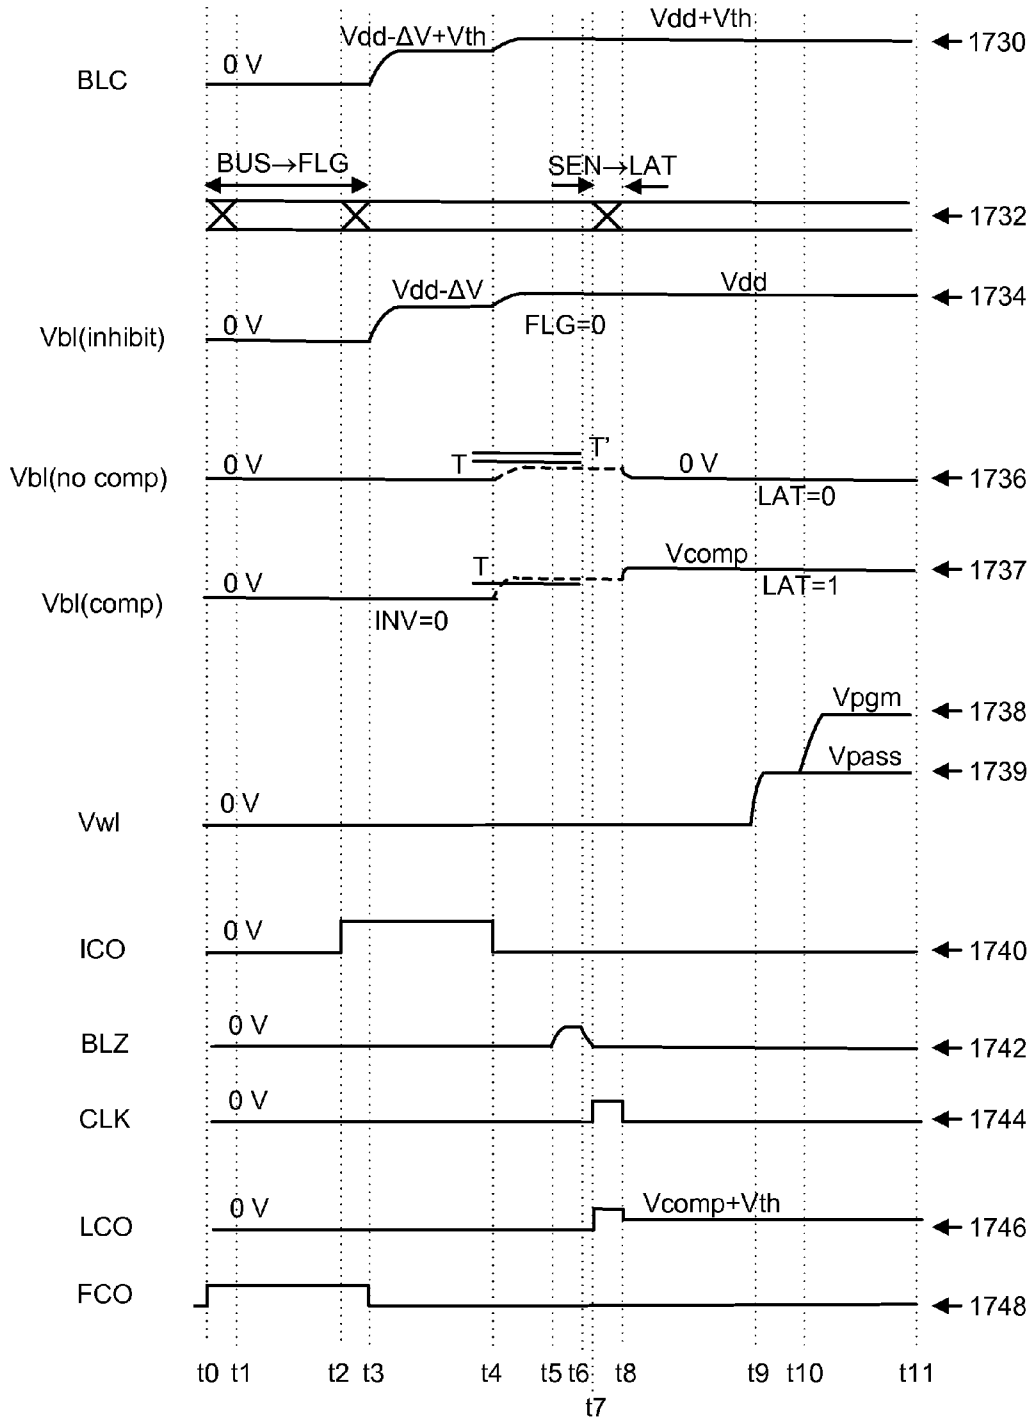 Vdd-ΔV+Vth Vdd+Vth
BLC 0 V 1730
BUS→FLG SEN→LAT
1732
Vdd-ΔV Vdd 1734
Vbl(inhibit) 0 V FLG=0
T T'
Vbl(no comp) 0 V 0 V 1736
LAT=0
T Vcomp 1737
Vbl(comp) 0 V LAT=1
INV=0
Vpgm 1738
Vpass 1739
Vwl 0 V
ICO 0 V 1740
BLZ 0 V 1742
CLK 0 V 1744
LCO 0 V Vcomp+Vth 1746
FCO 1748
t0 t1 t2 t3 t4 t5 t6 t8 t9 t10 t11
t7